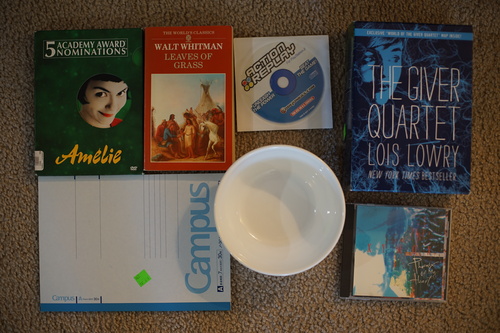 5 ACADEMY AWARD
NOMINATIONS
Amélie
DVD
THE WORLD'S CLASSICS
WALT WHITMAN
LEAVES OF
GRASS
ACTION
REPLAY
THE GIVER
QUARTET
LOIS LOWRY
NEW YORK TIMES BESTSELLER
Campus
Campus